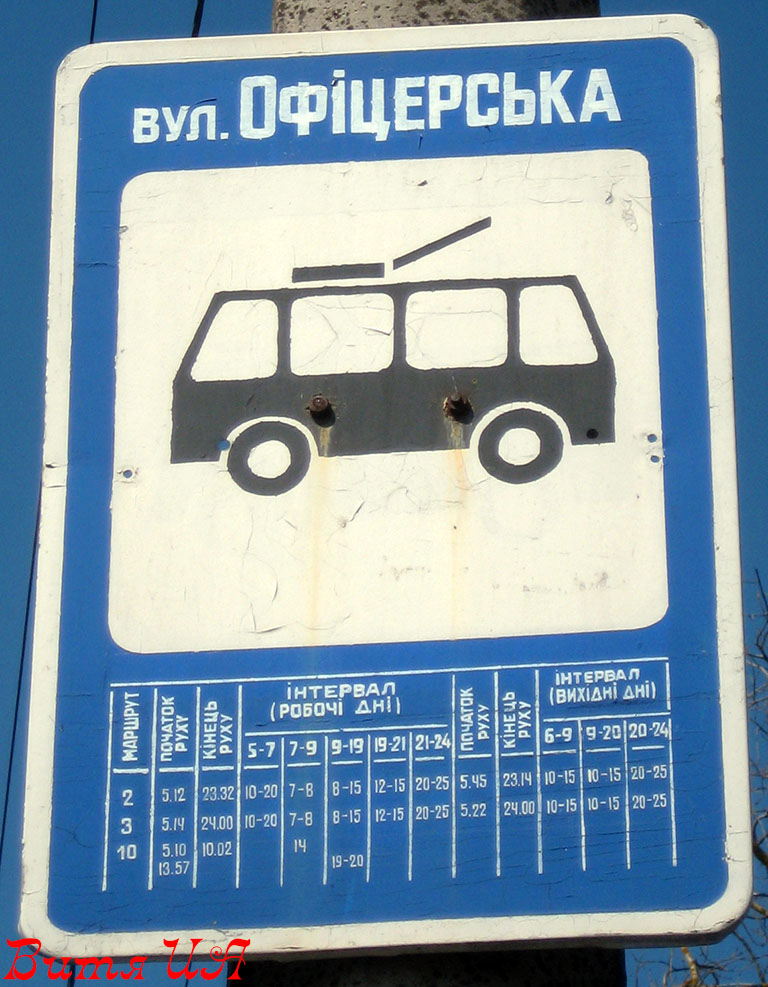 вул. Офіцерська
МАРШРУТ ПОЧАТОК РУХУ КІНЕЦЬ РУХУ ІНТЕРВАЛ (РОБОЧІ ДНІ) ПОЧАТОК РУХУ КІНЕЦЬ РУХУ ІНТЕРВАЛ (ВИХІДНІ ДНІ)
5-7 7-9 9-19 19-21 21-24 6-9 9-20 20-24
2 5.12 23.32 10-20 7-8 8-15 12-15 20-25 5.45 23.14 10-15 10-15 20-25
3 5.14 24.00 10-20 7-8 8-15 12-15 20-25 5.22 24.00 10-15 10-15 20-25
10 5.10 10.02 14
13.57 19-20
Витя ИА